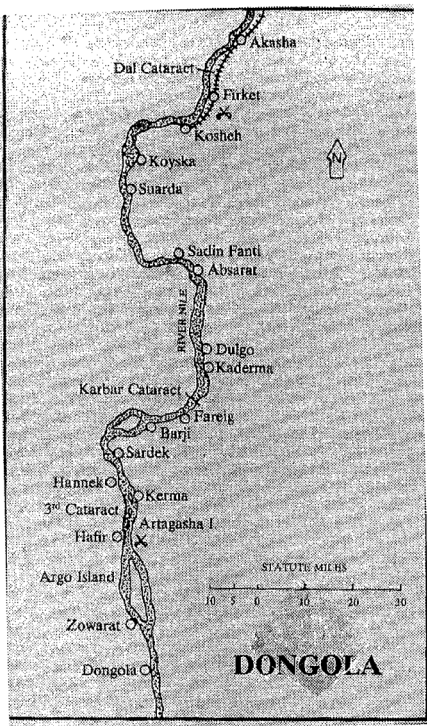 Akasha
Dal Cataract
Firket
Kosheh
Koyska
Suarda
N
Sadin Fanti
Absarat
RIVER NILE
Dulgo
Kaderma
Karbar Cataract
Fareig
Barji
Sardek
Hannek
Kerma
3rd Cataract
Artagasha I.
Hafir
Argo Island
STATUTE MILES
10 5 0 10 20 30
Zowarat
Dongola
DONGOLA